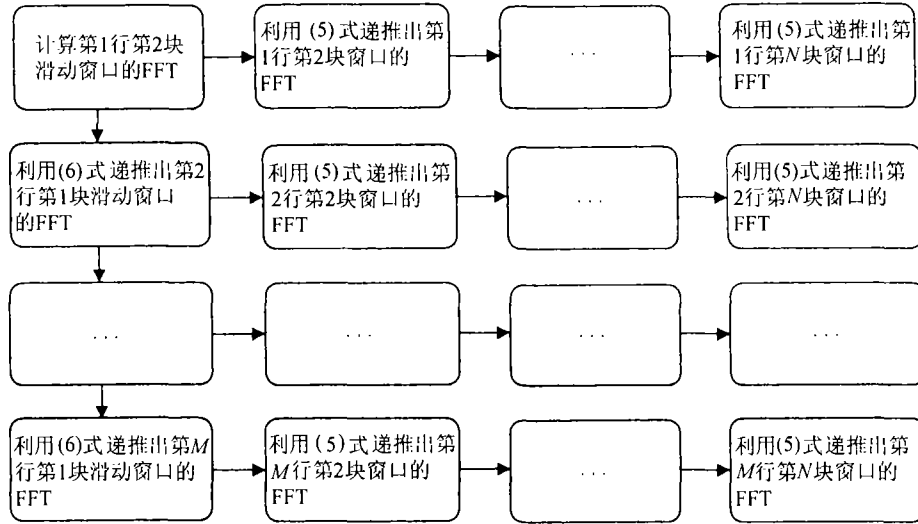 计算第1行第2块
滑动窗口的FFT
利用(5)式递推出第
1行第2块窗口的
FFT
...
利用(5)式递推出第
1行第N块窗口的
FFT
利用(6)式递推出第2
行第1块滑动窗口
的FFT
利用(5)式递推出第
2行第2块窗口的
FFT
...
利用(5)式递推出第
2行第N块窗口的
FFT
...
...
...
...
利用(6)式递推出第M
行第1块滑动窗口的
FFT
利用(5)式递推出第
M行第2块窗口的
FFT
...
利用(5)式递推出第
M行第N块窗口的
FFT